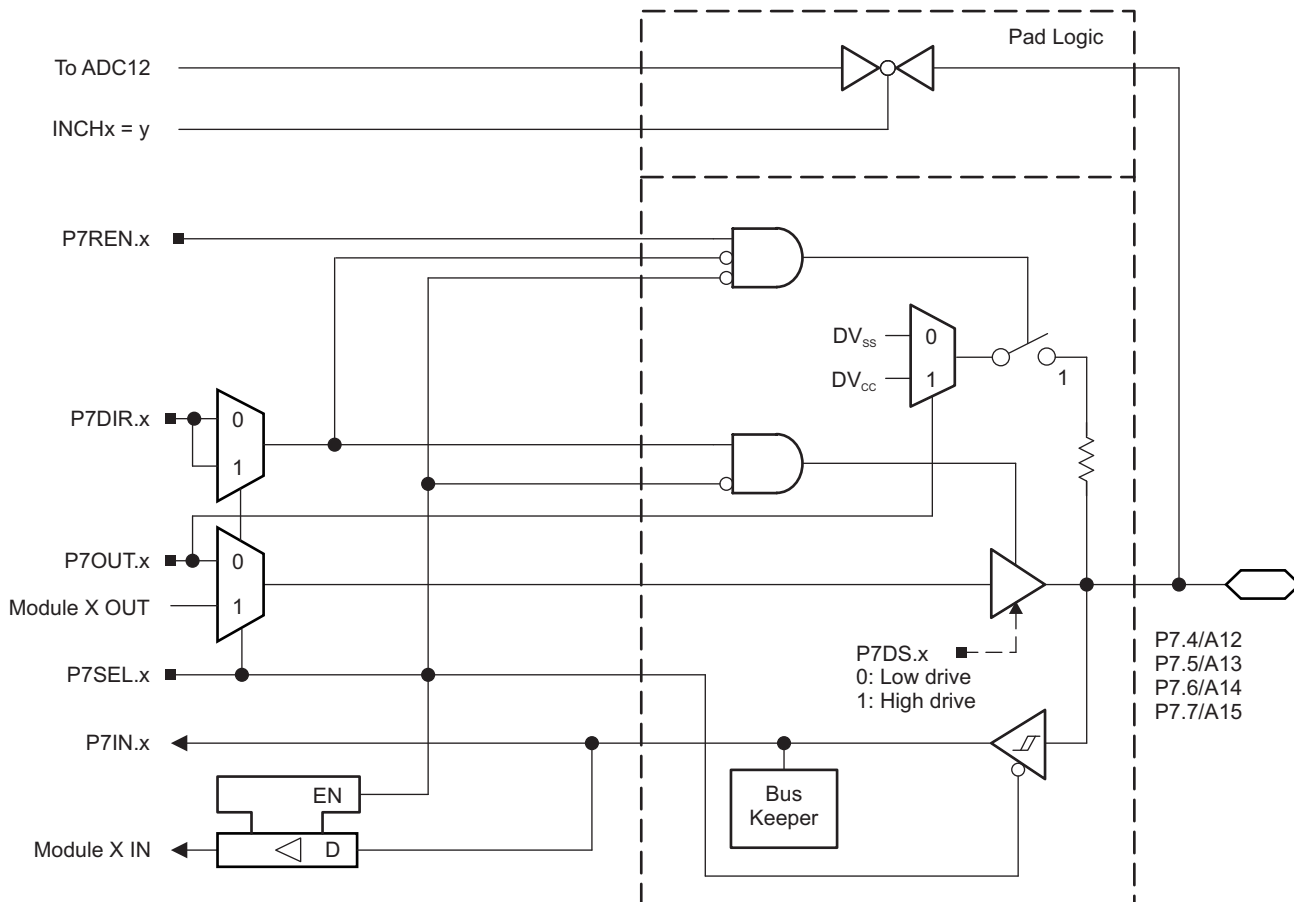 Pad Logic
To ADC12
INCHx = y
P7REN.x
DVSS
0
DVCC
1
1
P7DIR.x
0
1
P7OUT.x
0
Module X OUT
1
P7SEL.x
P7DS.x
0: Low drive
1: High drive
P7.4/A12
P7.5/A13
P7.6/A14
P7.7/A15
P7IN.x
EN
Bus
Keeper
Module X IN
D